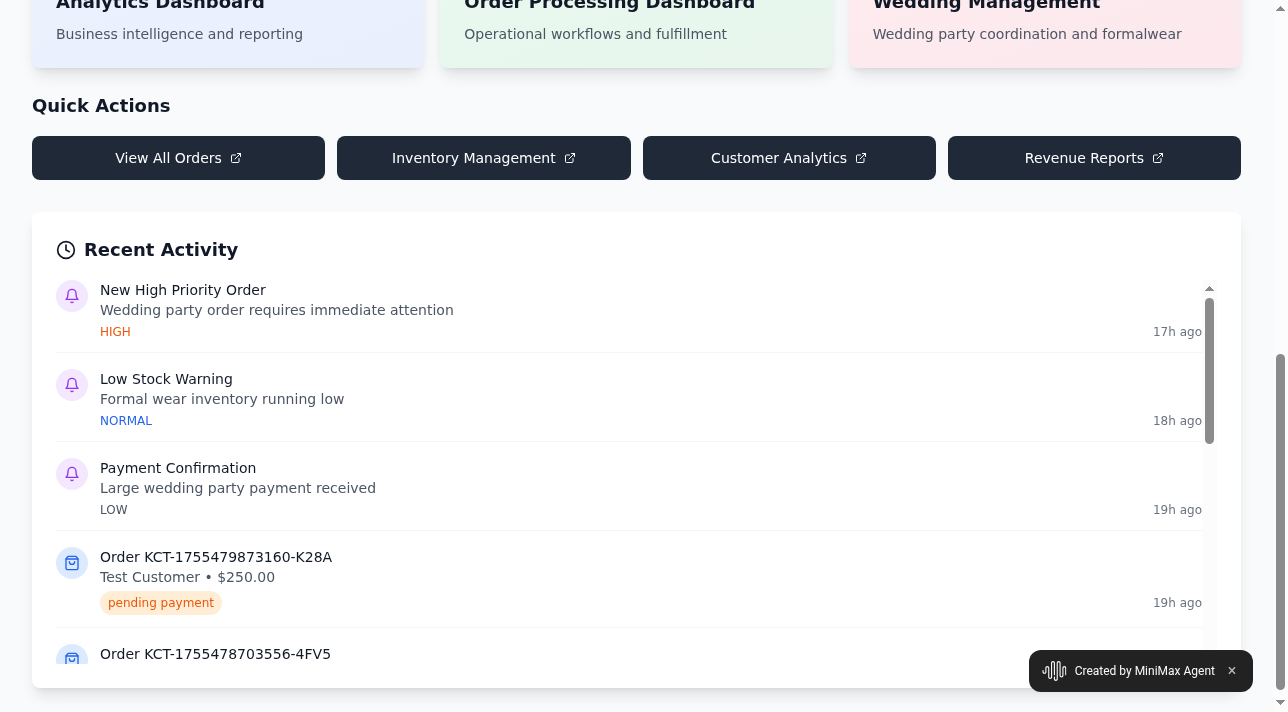 Analytics Dashboard
Business intelligence and reporting
Order Processing Dashboard
Operational workflows and fulfillment
Wedding Management
Wedding party coordination and formalwear
Quick Actions
View All Orders
Inventory Management
Customer Analytics
Revenue Reports
Recent Activity
New High Priority Order
Wedding party order requires immediate attention
HIGH
17h ago
Low Stock Warning
Formal wear inventory running low
NORMAL
18h ago
Payment Confirmation
Large wedding party payment received
LOW
19h ago
Order KCT-1755479873160-K28A
Test Customer • $250.00
pending payment
19h ago
Order KCT-1755478703556-4FV5
Created by MiniMax Agent ×